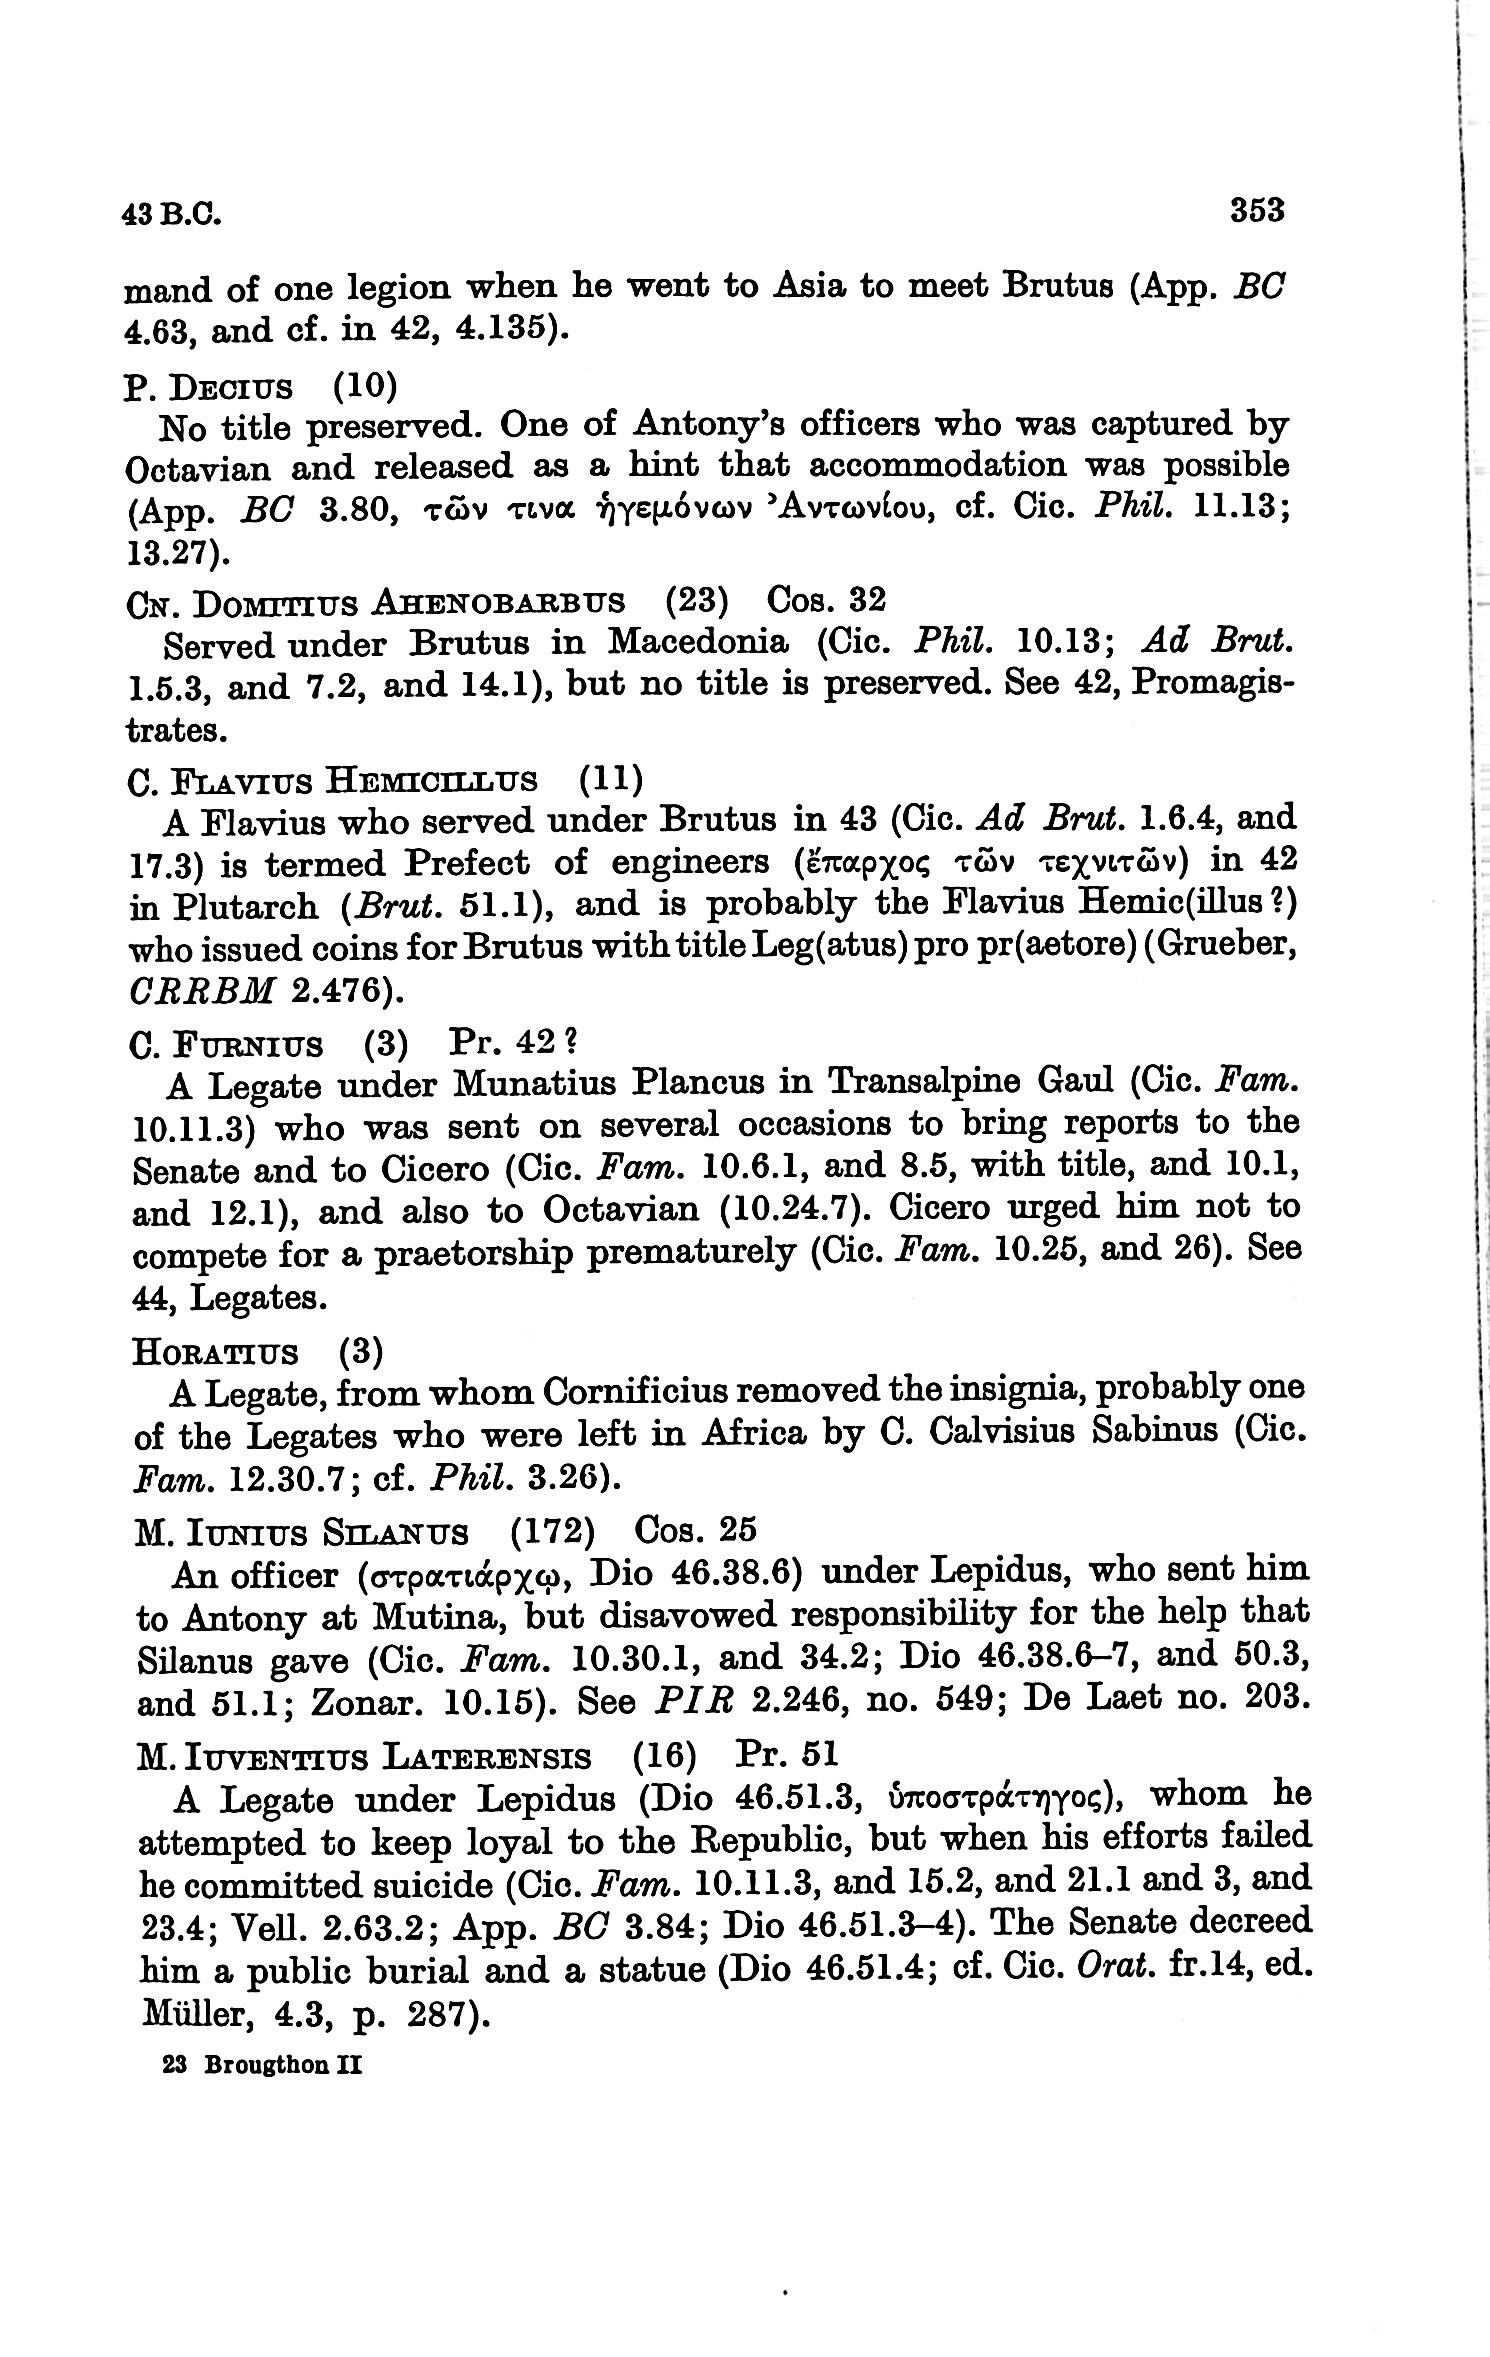 43 B.C. 353
mand of one legion when he went to Asia to meet Brutus (App. BC
4.63, and cf. in 42, 4.135).
P. DECIUS (10)
No title preserved. One of Antony's officers who was captured by
Octavian and released as a hint that accommodation was possible
(App. BC 3.80, τῶν τινα ἡγεμόνων ᾿Αντωνίου, cf. Cic. Phil. 11.13;
13.27).
CN. DOMITIUS AHENOBARBUS (23) Cos. 32
Served under Brutus in Macedonia (Cic. Phil. 10.13; Ad Brut.
1.5.3, and 7.2, and 14.1), but no title is preserved. See 42, Promagis-
trates.
C. FLAVIUS HEMICILLUS (11)
A Flavius who served under Brutus in 43 (Cic. Ad Brut. 1.6.4, and
17.3) is termed Prefect of engineers (ἔπαρχος τῶν τεχνιτῶν) in 42
in Plutarch (Brut. 51.1), and is probably the Flavius Hemic(illus?)
who issued coins for Brutus with title Leg(atus) pro pr(aetore) (Grueber,
CRRBM 2.476).
C. FURNIUS (3) Pr. 42?
A Legate under Munatius Plancus in Transalpine Gaul (Cic. Fam.
10.11.3) who was sent on several occasions to bring reports to the
Senate and to Cicero (Cic. Fam. 10.6.1, and 8.5, with title, and 10.1,
and 12.1), and also to Octavian (10.24.7). Cicero urged him not to
compete for a praetorship prematurely (Cic. Fam. 10.25, and 26). See
44, Legates.
HORATIUS (3)
A Legate, from whom Cornificius removed the insignia, probably one
of the Legates who were left in Africa by C. Calvisius Sabinus (Cic.
Fam. 12.30.7; cf. Phil. 3.26).
M. IUNIUS SILANUS (172) Cos. 25
An officer (στρατιάρχῳ, Dio 46.38.6) under Lepidus, who sent him
to Antony at Mutina, but disavowed responsibility for the help that
Silanus gave (Cic. Fam. 10.30.1, and 34.2; Dio 46.38.6–7, and 50.3,
and 51.1; Zonar. 10.15). See PIR 2.246, no. 549; De Laet no. 203.
M. IUVENTIUS LATERENSIS (16) Pr. 51
A Legate under Lepidus (Dio 46.51.3, ὑποστράτηγος), whom he
attempted to keep loyal to the Republic, but when his efforts failed
he committed suicide (Cic. Fam. 10.11.3, and 15.2, and 21.1 and 3, and
23.4; Vell. 2.63.2; App. BC 3.84; Dio 46.51.3–4). The Senate decreed
him a public burial and a statue (Dio 46.51.4; cf. Cic. Orat. fr.14, ed.
Müller, 4.3, p. 287).
23 Brougthon II